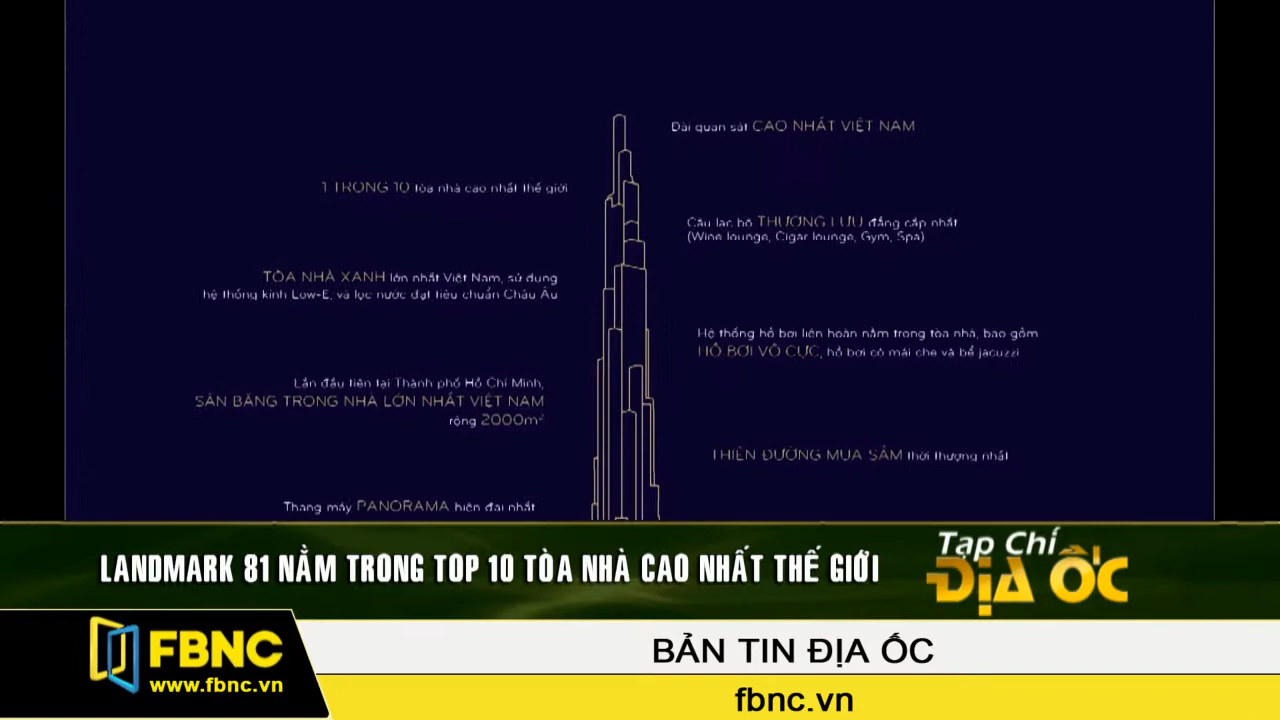 Đài quan sát CAO NHẤT VIỆT NAM
1 TRONG 10 tòa nhà cao nhất thế giới
Câu lạc bộ THƯỢNG LƯU đẳng cấp nhất
(Wine lounge, Cigar lounge, Gym, Spa)
TÒA NHÀ XANH lớn nhất Việt Nam, sử dụng
hệ thống kính Low-E, và lọc nước đạt tiêu chuẩn Châu Âu
Hệ thống hồ bơi liên hoàn nằm trong tòa nhà, bao gồm
HỒ BƠI VÔ CỰC, hồ bơi có mái che và bể jacuzzi
Lần đầu tiên tại Thành phố Hồ Chí Minh,
SÂN BĂNG TRONG NHÀ LỚN NHẤT VIỆT NAM
rộng 2000m²
THIÊN ĐƯỜNG MUA SẮM thời thượng nhất
Thang máy PANORAMA hiện đại nhất
LANDMARK 81 NẰM TRONG TOP 10 TÒA NHÀ CAO NHẤT THẾ GIỚI
Tạp Chí
ĐỊA ỐC
FBNC
www.fbnc.vn
BẢN TIN ĐỊA ỐC
fbnc.vn